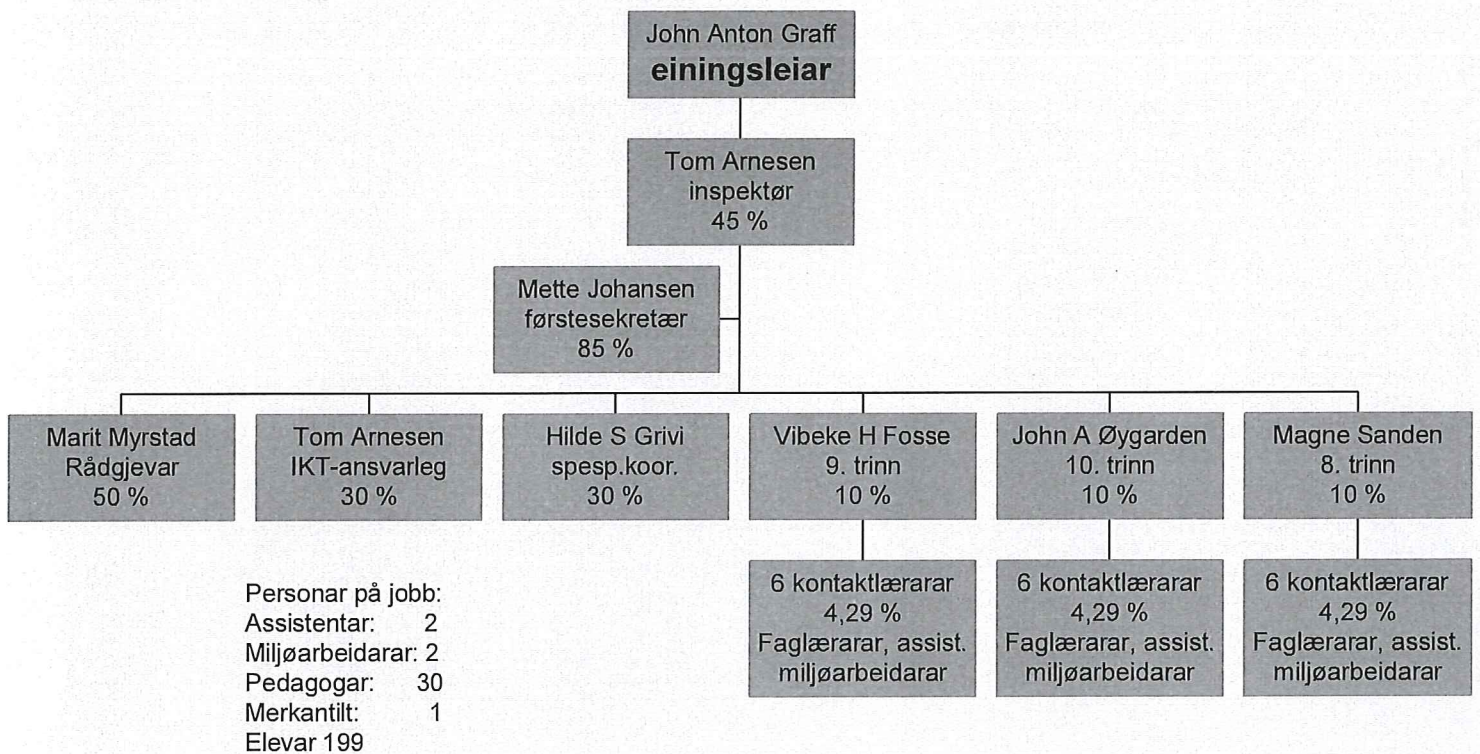 John Anton Graff
einingsleiar
Tom Arnesen
inspektør
45 %
Mette Johansen
førstesekretær
85 %
Marit Myrstad
Rådgjevar
50 %
Tom Arnesen
IKT-ansvarleg
30 %
Hilde S Grivi
spesp.koor.
30 %
Vibeke H Fosse
9. trinn
10 %
John A Øygarden
10. trinn
10 %
Magne Sanden
8. trinn
10 %
6 kontaktlærarar
4,29 %
Faglærarar, assist.
miljøarbeidarar
6 kontaktlærarar
4,29 %
Faglærarar, assist.
miljøarbeidarar
6 kontaktlærarar
4,29 %
Faglærarar, assist.
miljøarbeidarar
Personar på jobb:
Assistentar: 2
Miljøarbeidarar: 2
Pedagogar: 30
Merkantilt: 1
Elevar 199